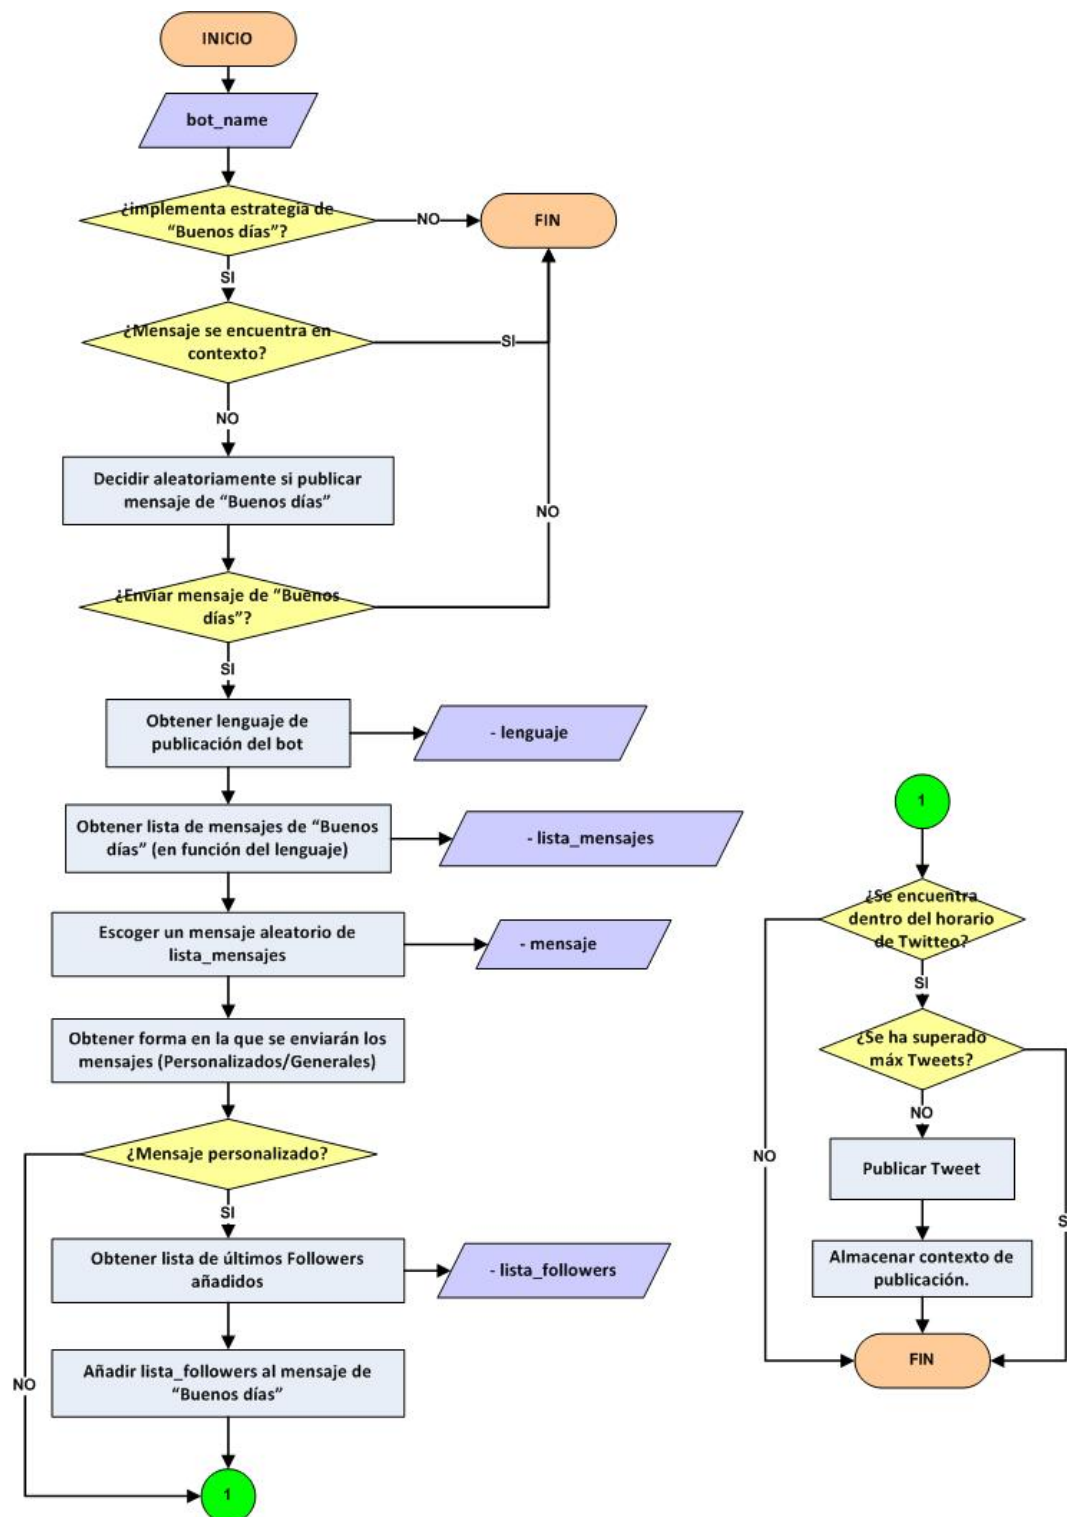 INICIO
bot_name
¿implementa estrategia de
“Buenos días”?
NO
FIN
SI
¿Mensaje se encuentra en
contexto?
SI
NO
Decidir aleatoriamente si publicar
mensaje de “Buenos días”
NO
¿Enviar mensaje de “Buenos
días”?
SI
Obtener lenguaje de
publicación del bot
- lenguaje
Obtener lista de mensajes de “Buenos
días” (en función del lenguaje)
- lista_mensajes
Escoger un mensaje aleatorio de
lista_mensajes
- mensaje
Obtener forma en la que se enviarán los
mensajes (Personalizados/Generales)
¿Mensaje personalizado?
SI
Obtener lista de últimos Followers
añadidos
- lista_followers
Añadir lista_followers al mensaje de
“Buenos días”
NO
1
1
¿Se encuentra
dentro del horario
de Twitteo?
SI
¿Se ha superado
máx Tweets?
NO
NO
Publicar Tweet
S
Almacenar contexto de
publicación.
FIN